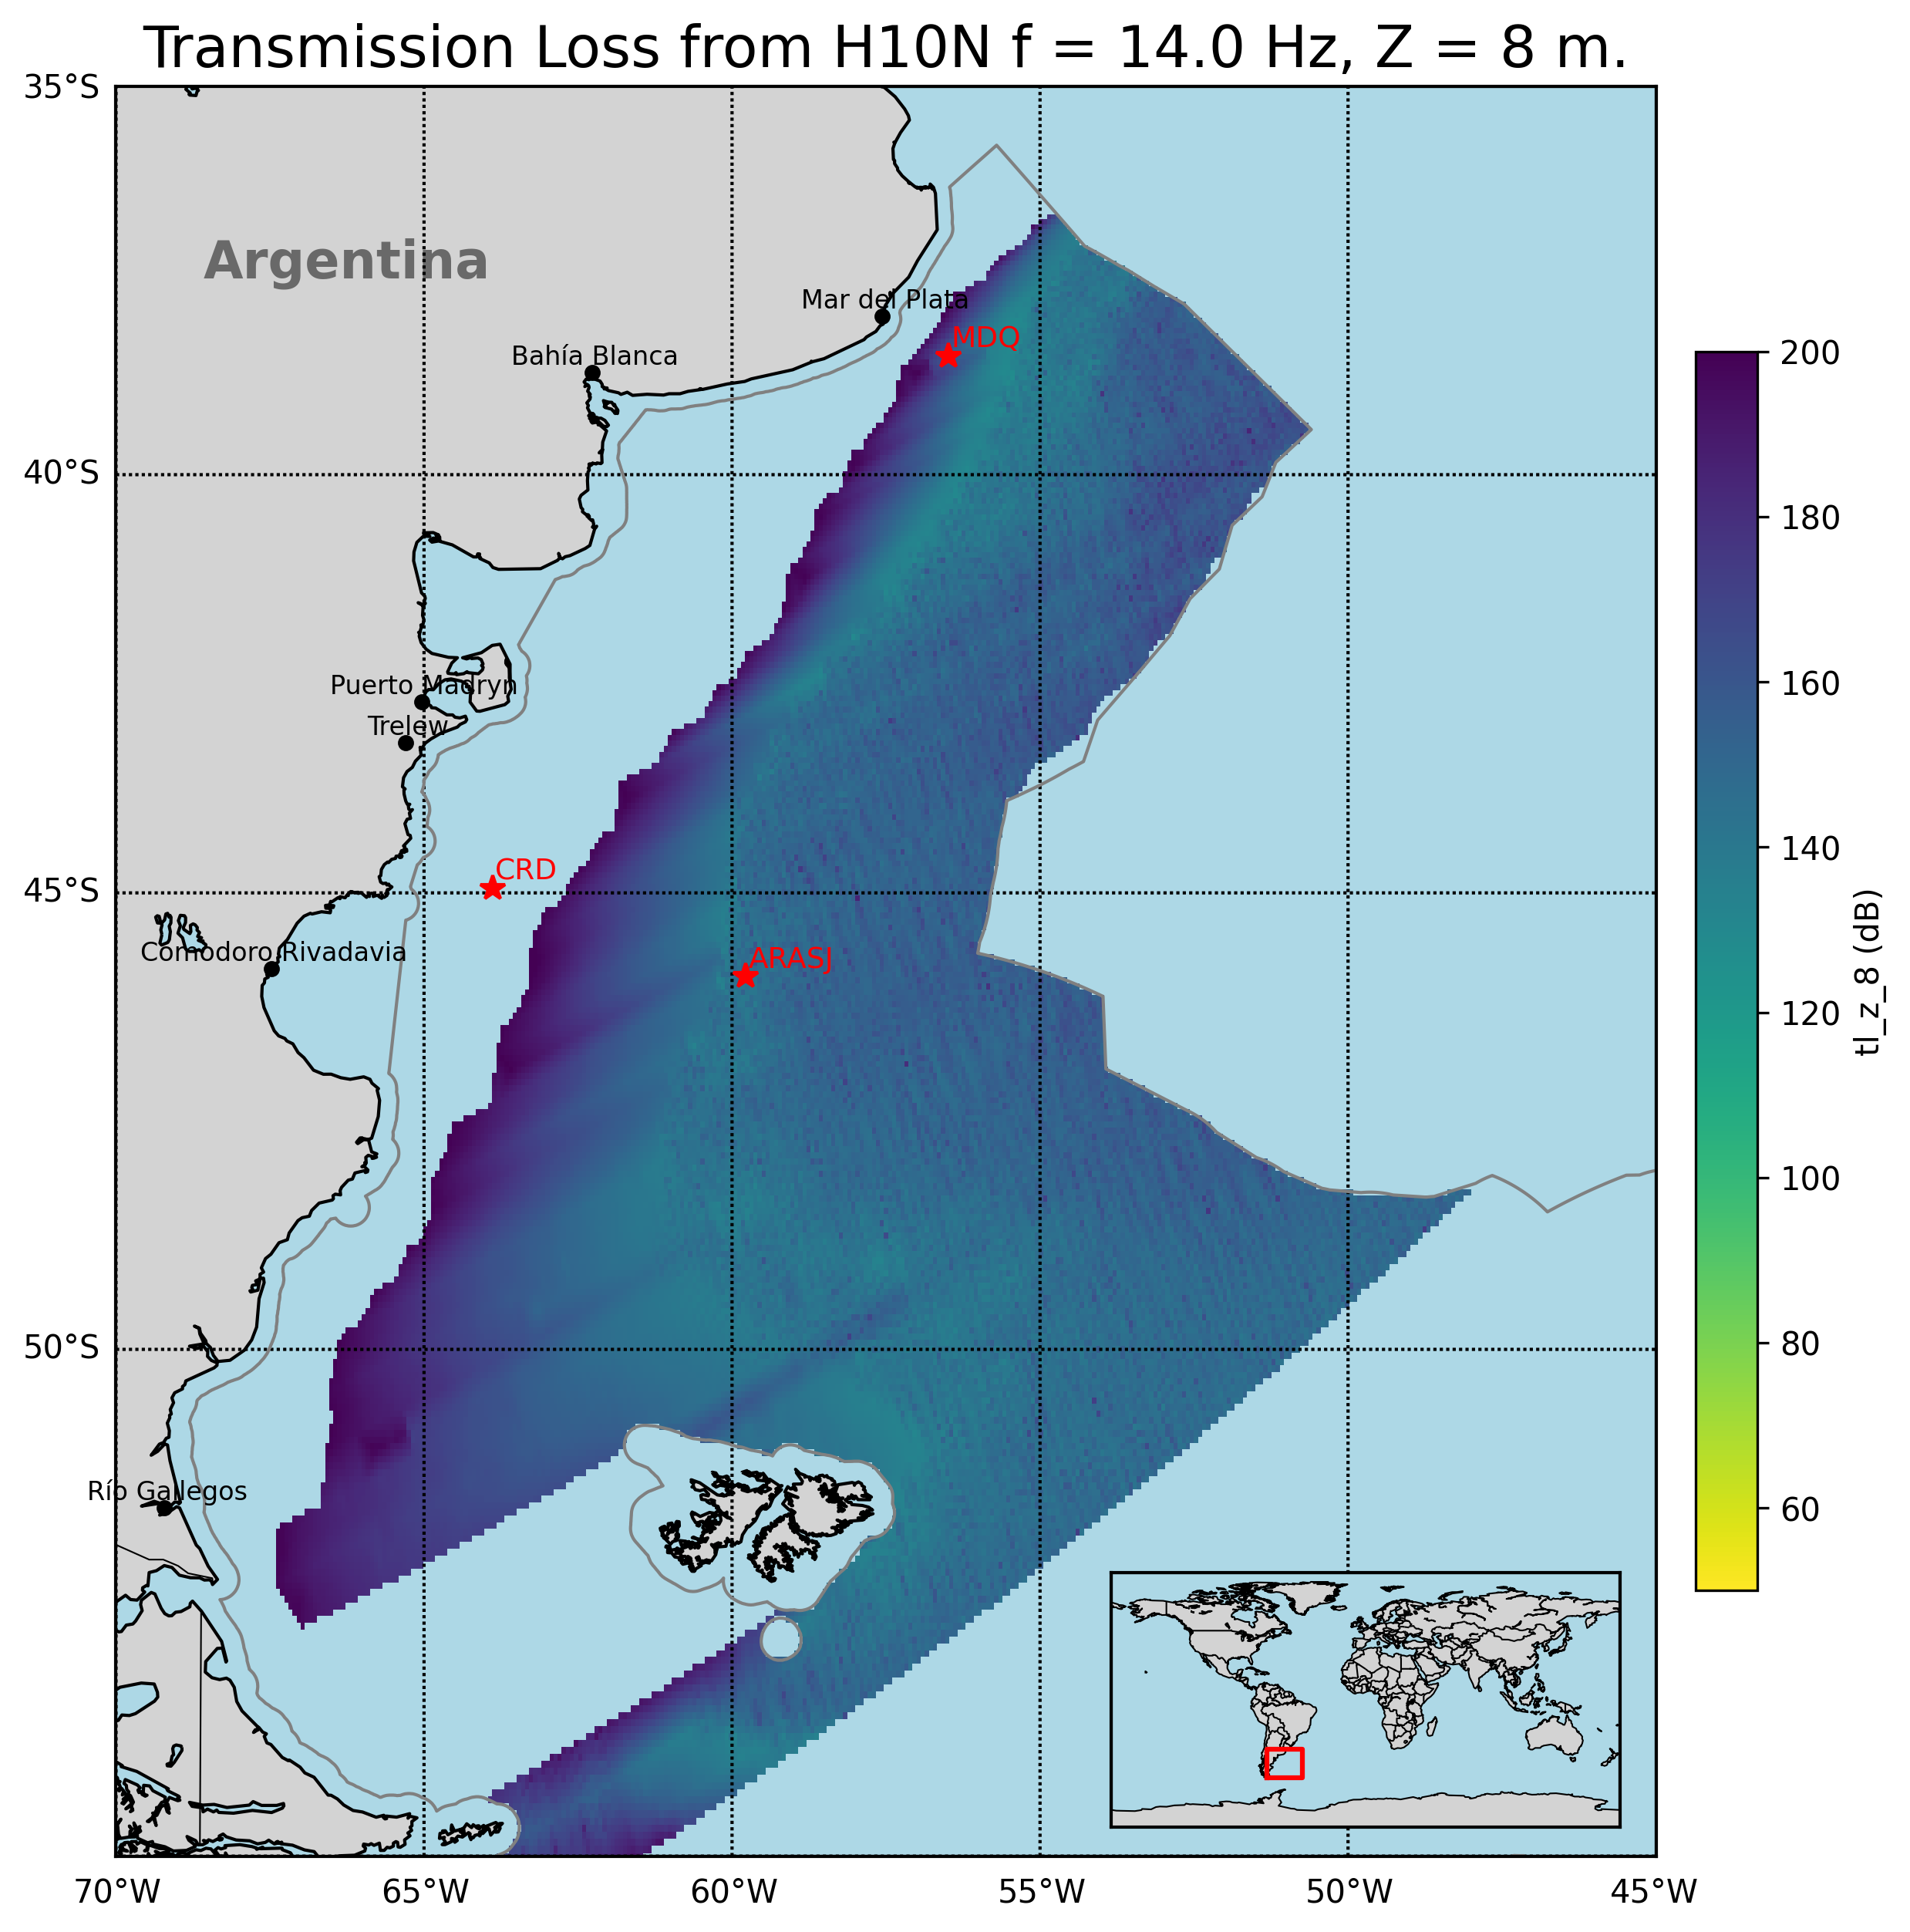 Transmission Loss from H10N f = 14.0 Hz, Z = 8 m.
35°S
Argentina
Mar del Plata
MDQ
Bahía Blanca
200
40°S
180
Puerto Madryn
160
Trelew
140
CRD
45°S
tl_z_8 (dB)
Comodoro Rivadavia
ARASJ
120
100
50°S
80
Río Gallegos
60
70°W
65°W
60°W
55°W
50°W
45°W